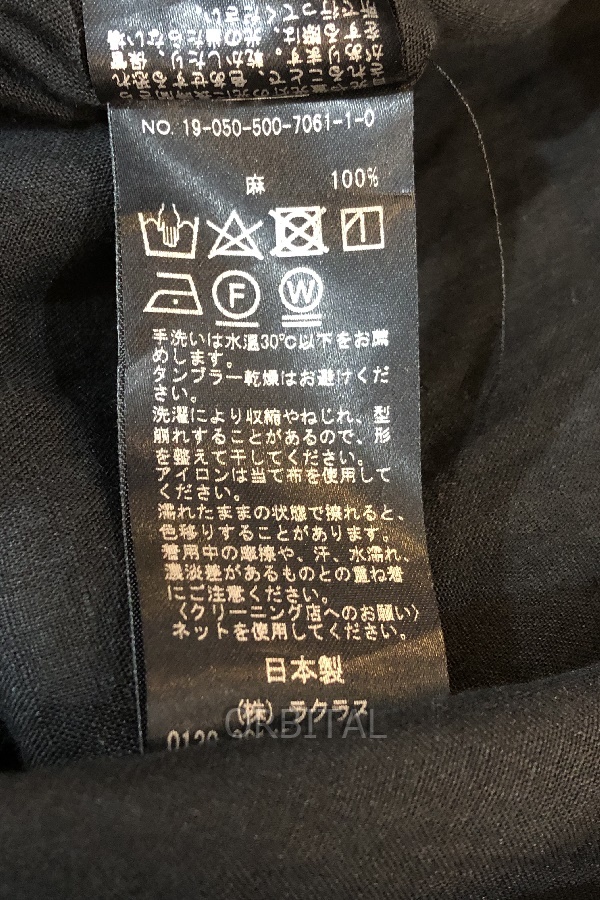 NO. 19-050-500-7061-1-0
麻 100%
F W
手洗いは水温30℃以下をお薦
めします。
タンブラー乾燥はお避けくだ
さい。
洗濯により収縮やねじれ、型
崩れすることがあるので、形
を整えて干してください。
アイロンは当て布を使用して
ください。
濡れたままの状態で擦れると、
色移りすることがあります。
着用中の摩擦や、汗、水濡れ、
濃淡差があるものとの重ね着
にご注意ください。
〈クリーニング店へのお願い〉
ネットを使用してください。
日本製
(株) ラクラス
ORBITAL